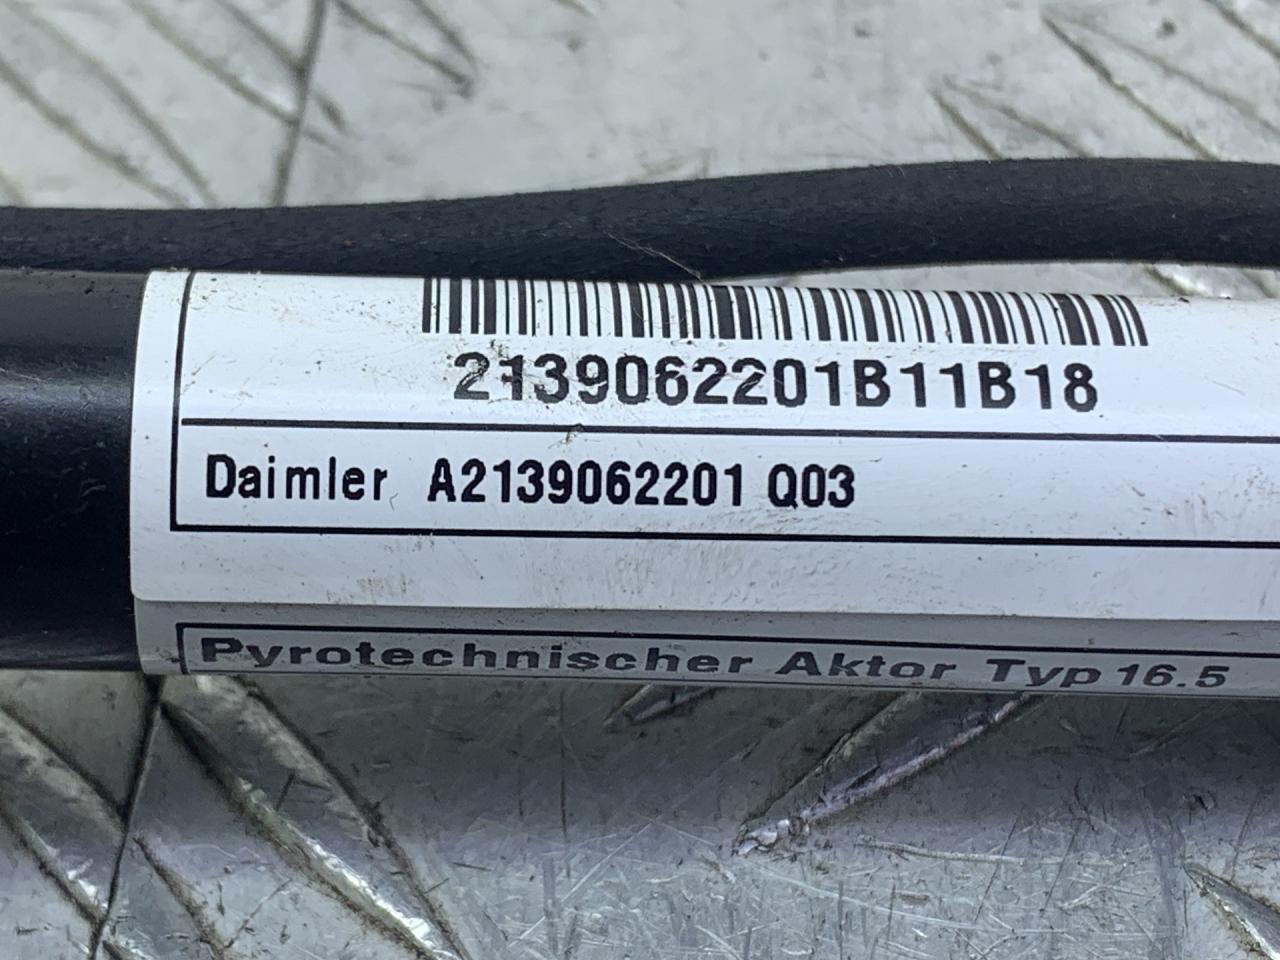 2139062201B11B18
Daimler A2139062201 Q03
Pyrotechnischer Aktor Typ 16.5